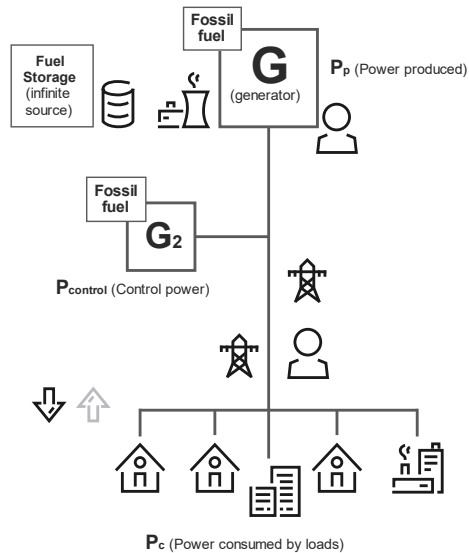 Fossil
fuel
Fuel
Storage
(infinite
source)
G
(generator)
Pp (Power produced)
Fossil
fuel
G2
Pcontrol (Control power)
Pc (Power consumed by loads)